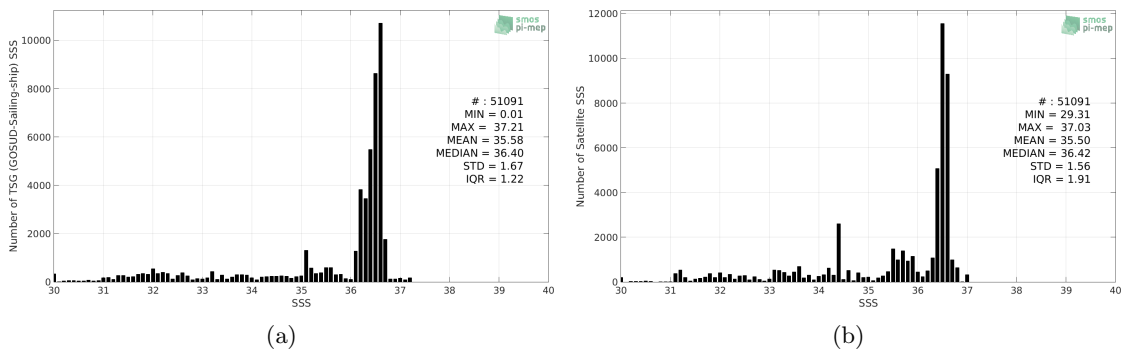 smos
pi-mep
Number of TSG (GOSUD-Sailing-ship) SSS
10000
8000
6000
4000
2000
0
# : 51091
MIN = 0.01
MAX = 37.21
MEAN = 35.58
MEDIAN = 36.40
STD = 1.67
IQR = 1.22
30 31 32 33 34 35 36 37 38 39 40
SSS
(a)
smos
pi-mep
Number of Satellite SSS
12000
10000
8000
6000
4000
2000
0
# : 51091
MIN = 29.31
MAX = 37.03
MEAN = 35.50
MEDIAN = 36.42
STD = 1.56
IQR = 1.91
30 31 32 33 34 35 36 37 38 39 40
SSS
(b)